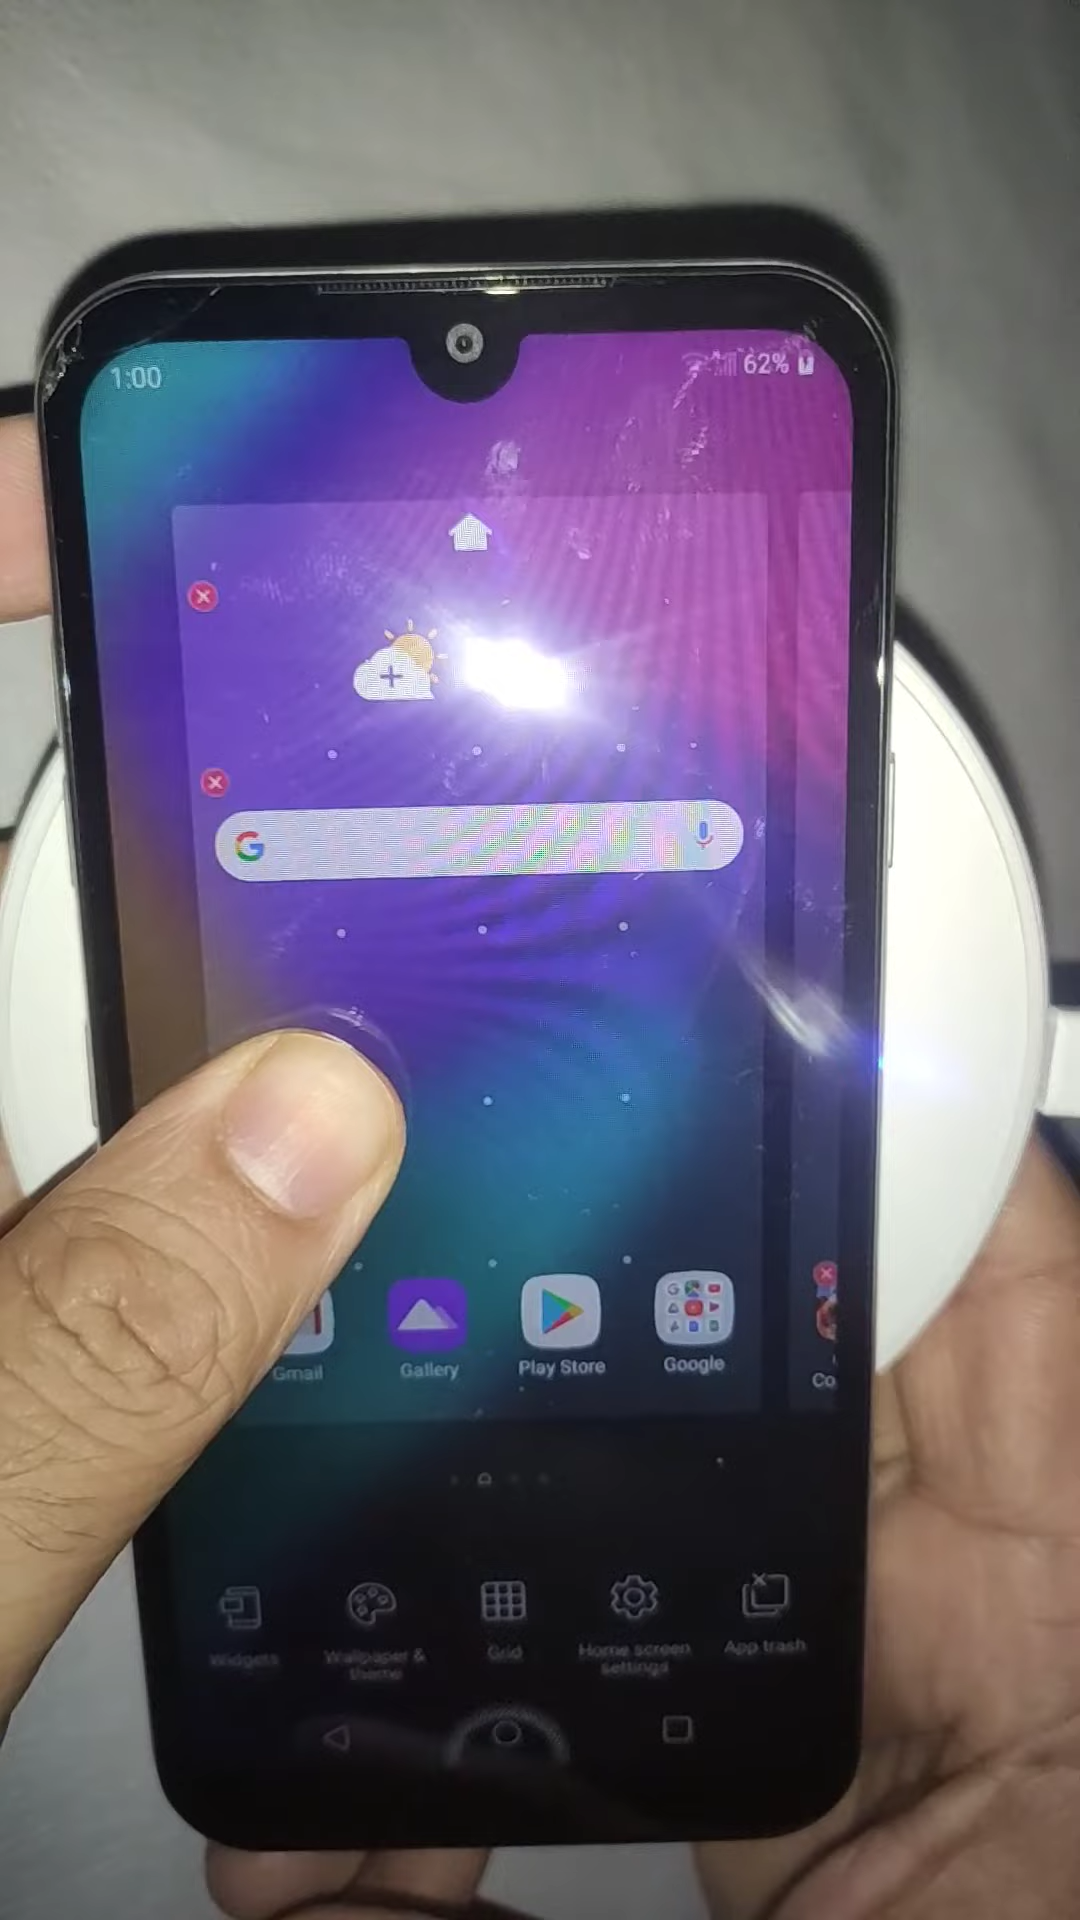 1:00
62%
G
Gmail
Gallery
Play Store
Google
Co
Widgets
Wallpaper &
theme
Grid
Home screen
settings
App trash